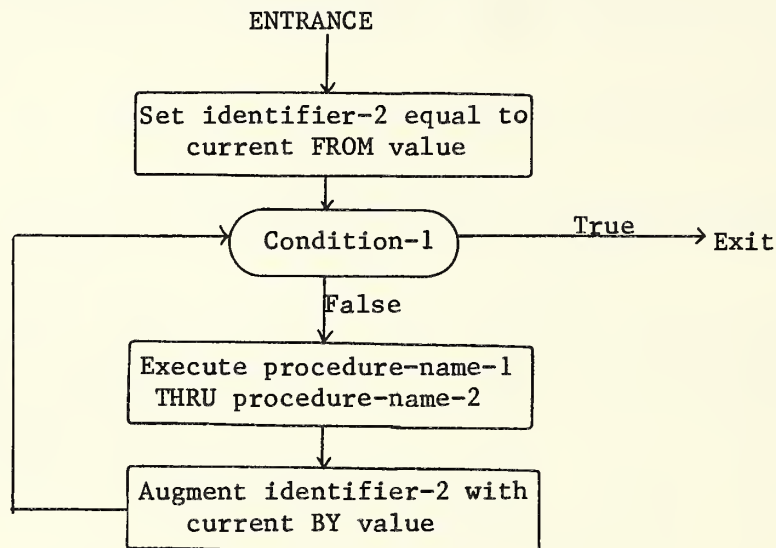 ENTRANCE
Set identifier-2 equal to
current FROM value
Condition-1
True
Exit
False
Execute procedure-name-1
THRU procedure-name-2
Augment identifier-2 with
current BY value